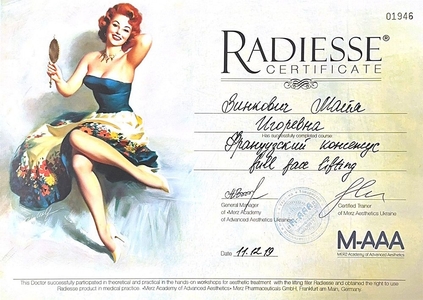 01946
RADIESSE®
CERTIFICATE
Винкевич Майя
Игоревна
Has successfully completed course:
Французский консенсус
full face lifting
General Manager
of «Merz Academy
of Advanced Aesthetics Ukraine»
Certified Trainer
of Merz Aesthetics Ukraine
Date 11.12.19
M-AAA
MERZ Academy of Advanced Aesthetics
The Doctor successfully participated in theoretical and practical in the hands-on workshops for aesthetic treatment with the lifting filler Radiesse and obtained the right to use
Radiesse product in medical practice. «Merz Academy of Advanced Aesthetics» Merz Pharmaceuticals GmbH, Frankfurt am Main, Germany.